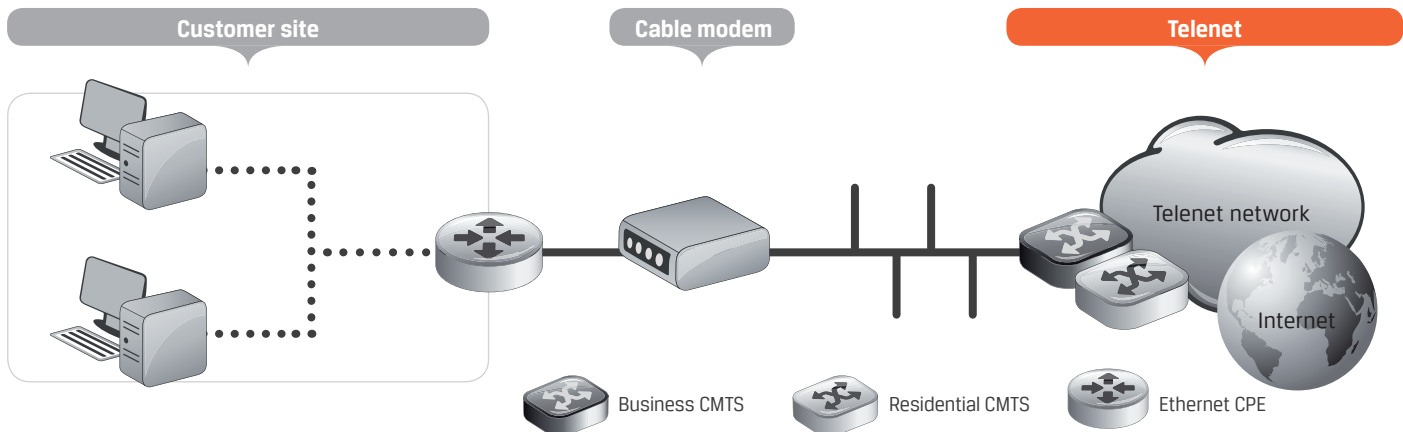 Customer site
Cable modem
Telenet
Telenet network
Internet
Business CMTS
Residential CMTS
Ethernet CPE